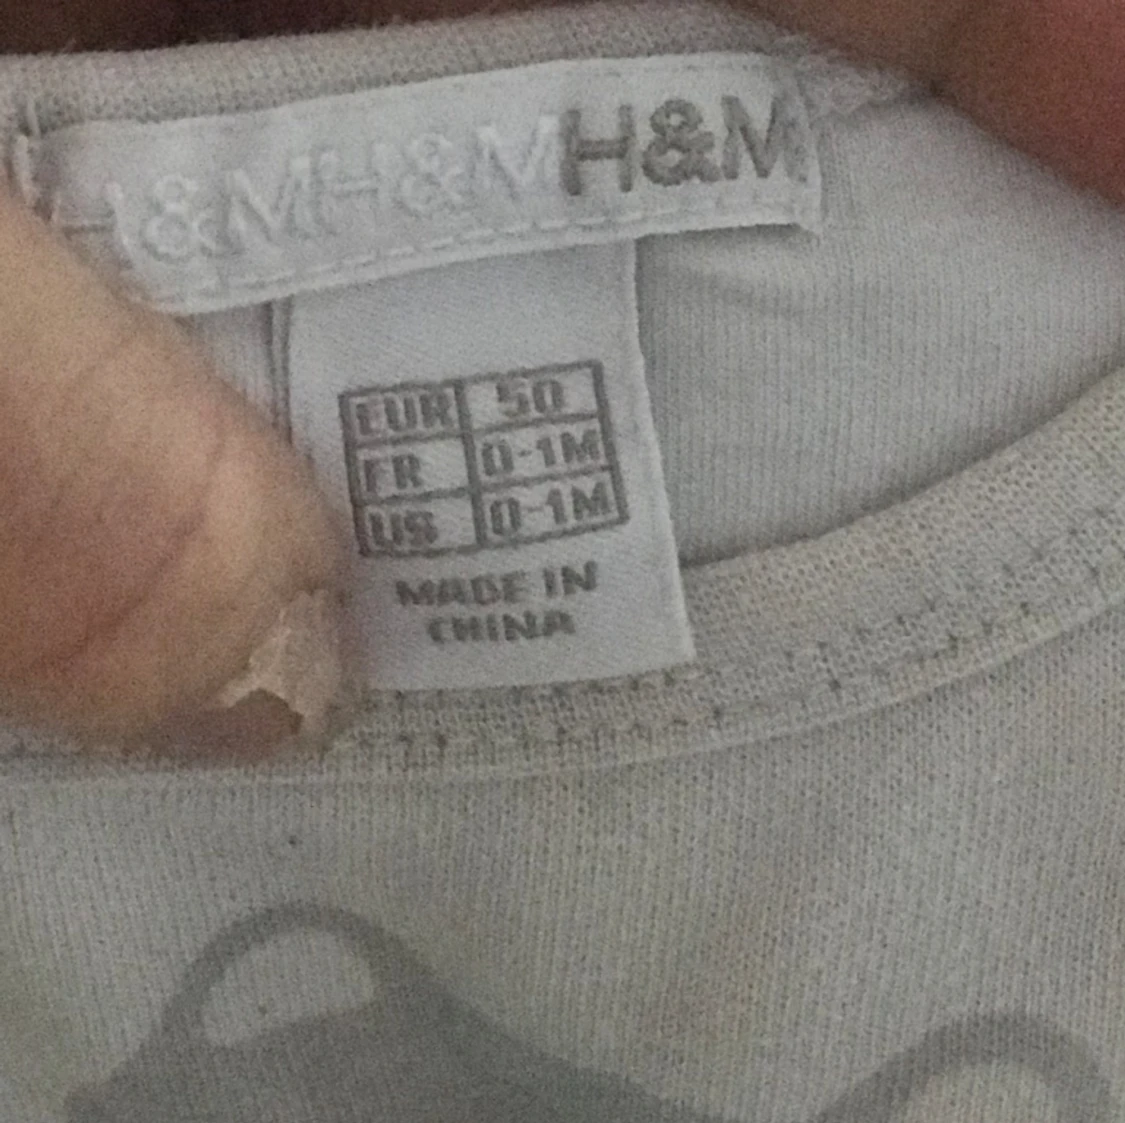 H&MH&MH&M
EUR 50
FR 0-1M
US 0-1M
MADE IN
CHINA